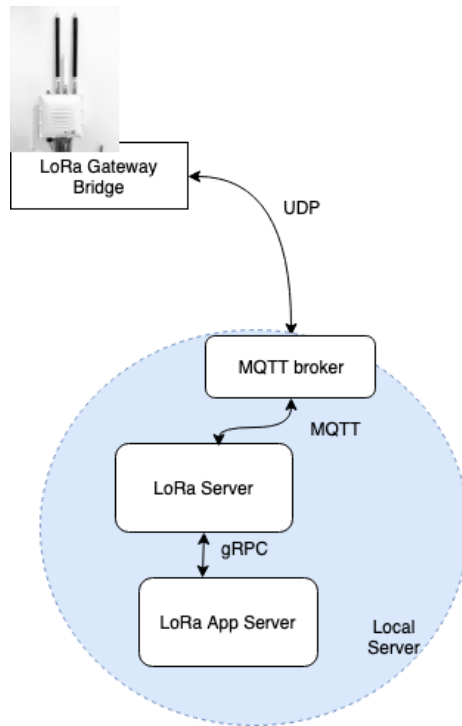 LoRa Gateway
Bridge
UDP
MQTT broker
MQTT
LoRa Server
gRPC
LoRa App Server
Local
Server